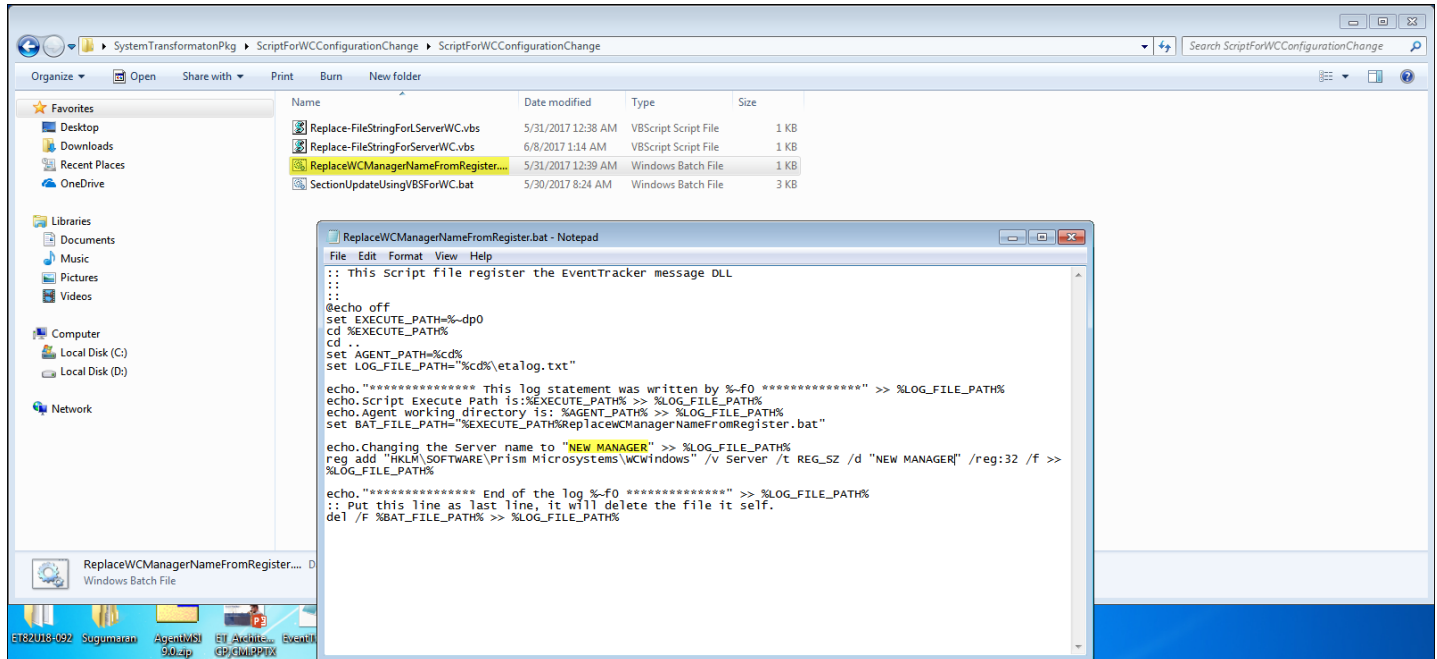 SystemTransformatonPkg ▸ ScriptForWCConfigurationChange ▸ ScriptForWCConfigurationChange
Search ScriptForWCConfigurationChange
Organize Open Share with Print Burn New folder
Favorites
Desktop
Downloads
Recent Places
OneDrive
Libraries
Documents
Music
Pictures
Videos
Computer
Local Disk (C:)
Local Disk (D:)
Network
Name Date modified Type Size
Replace-FileStringForLServerWC.vbs 5/31/2017 12:38 AM VBScript Script File 1 KB
Replace-FileStringForServerWC.vbs 6/8/2017 1:14 AM VBScript Script File 1 KB
ReplaceWCManagerNameFromRegister.... 5/31/2017 12:39 AM Windows Batch File 1 KB
SectionUpdateUsingVBSForWC.bat 5/30/2017 8:24 AM Windows Batch File 3 KB
ReplaceWCManagerNameFromRegister.bat - Notepad
File Edit Format View Help
:: This Script file register the EventTracker message DLL
::
::
@echo off
set EXECUTE_PATH=%~dp0
cd %EXECUTE_PATH%
cd ..
set AGENT_PATH=%cd%
set LOG_FILE_PATH="%cd%\etalog.txt"
echo."*************** This log statement was written by %~f0 **************" >> %LOG_FILE_PATH%
echo.Script Execute Path is:%EXECUTE_PATH% >> %LOG_FILE_PATH%
echo.Agent working directory is: %AGENT_PATH% >> %LOG_FILE_PATH%
set BAT_FILE_PATH="%EXECUTE_PATH%ReplaceWCManagerNameFromRegister.bat"
echo.Changing the Server name to "NEW MANAGER" >> %LOG_FILE_PATH%
reg add "HKLM\SOFTWARE\Prism Microsystems\WCWindows" /v Server /t REG_SZ /d "NEW MANAGER" /reg:32 /f >>
%LOG_FILE_PATH%
echo."*************** End of the log %~f0 **************" >> %LOG_FILE_PATH%
:: Put this line as last line, it will delete the file it self.
del /F %BAT_FILE_PATH% >> %LOG_FILE_PATH%
ReplaceWCManagerNameFromRegister.... D
Windows Batch File
ET82U18-092 Sugumaran AgentMSI
9.0.zip